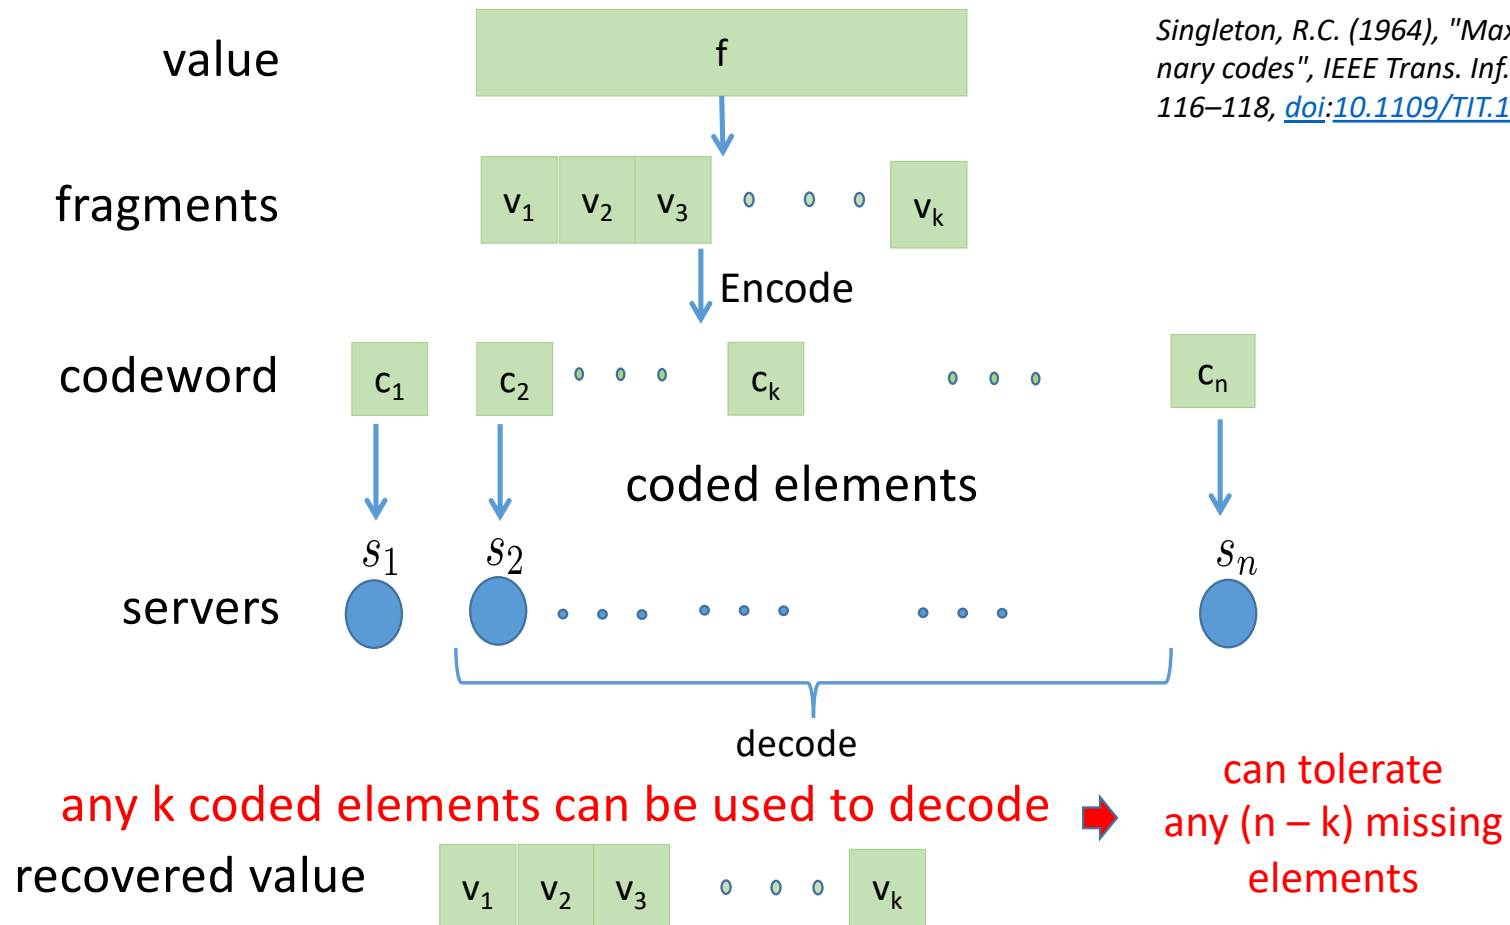 value
f
Singleton, R.C. (1964), "Max
nary codes", IEEE Trans. Inf.
116–118, doi:10.1109/TIT.1
fragments
v1 v2 v3 vk
Encode
codeword
c1 c2 ck cn
coded elements
s1 s2 sn
servers
decode
any k coded elements can be used to decode
can tolerate
any (n – k) missing
elements
recovered value
v1 v2 v3 vk